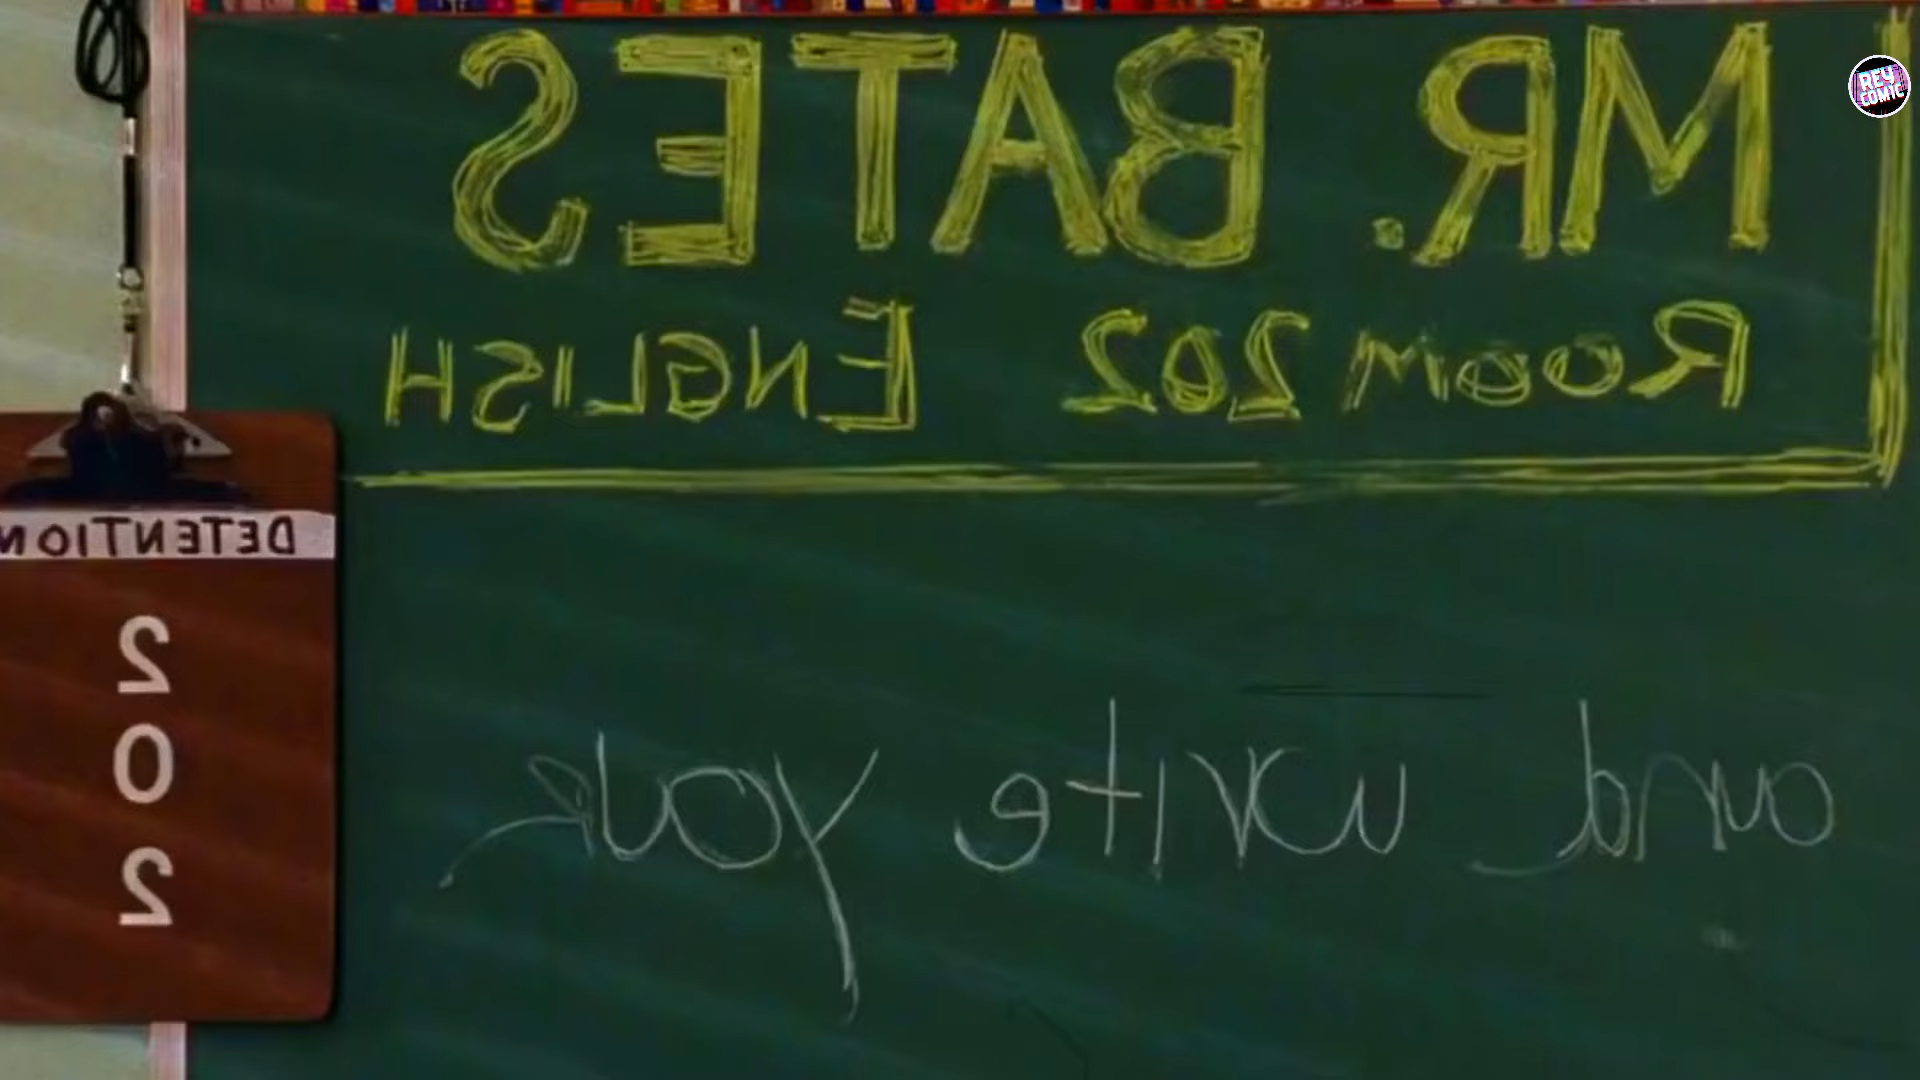 MR. BATES
ROOM 202 ENGLISH
DETENTION
202
and write your
REY COMIC